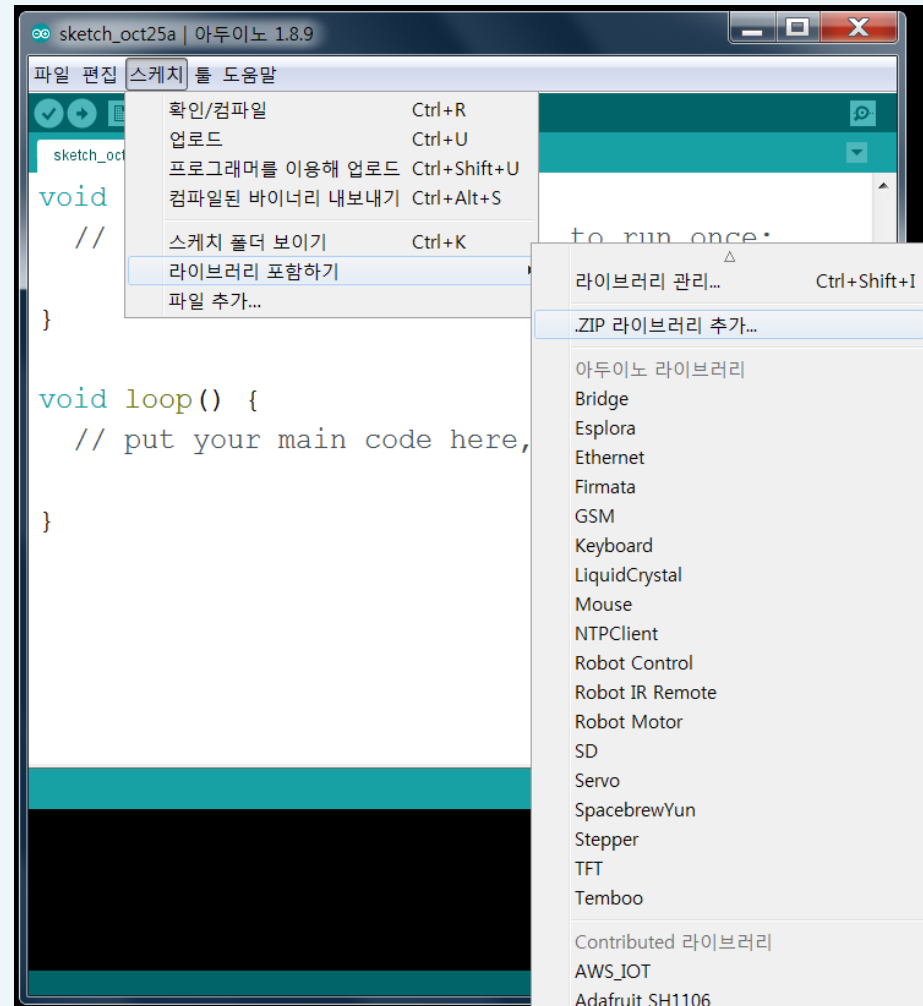 sketch_oct25a | 아두이노 1.8.9
파일 편집 스케치 툴 도움말
확인/컴파일 Ctrl+R
업로드 Ctrl+U
프로그래머를 이용해 업로드 Ctrl+Shift+U
컴파일된 바이너리 내보내기 Ctrl+Alt+S
스케치 폴더 보이기 Ctrl+K
라이브러리 포함하기
파일 추가...
sketch_oct
void
// to run once:
}
void loop() {
// put your main code here,
}
라이브러리 관리... Ctrl+Shift+I
.ZIP 라이브러리 추가...
아두이노 라이브러리
Bridge
Esplora
Ethernet
Firmata
GSM
Keyboard
LiquidCrystal
Mouse
NTPClient
Robot Control
Robot IR Remote
Robot Motor
SD
Servo
SpacebrewYun
Stepper
TFT
Temboo
Contributed 라이브러리
AWS_IOT
Adafruit SH1106